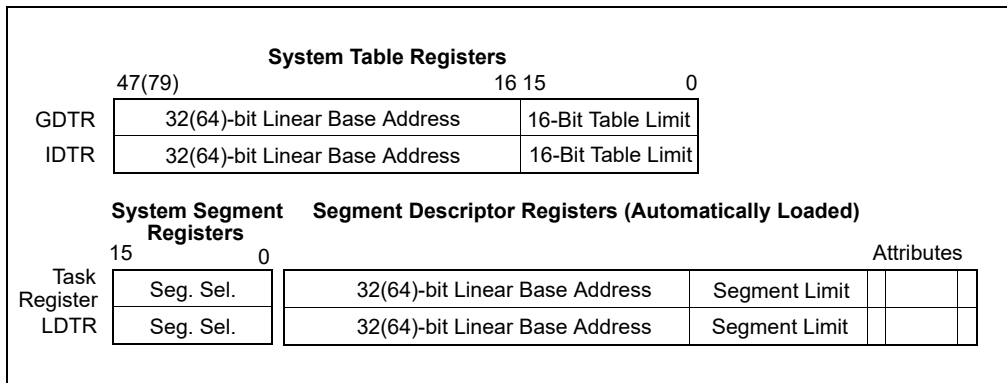 System Table Registers
47(79) 16 15 0
GDTR 32(64)-bit Linear Base Address 16-Bit Table Limit
IDTR 32(64)-bit Linear Base Address 16-Bit Table Limit
System Segment Registers
Segment Descriptor Registers (Automatically Loaded)
15 0 Attributes
Task Register Seg. Sel. 32(64)-bit Linear Base Address Segment Limit
LDTR Seg. Sel. 32(64)-bit Linear Base Address Segment Limit